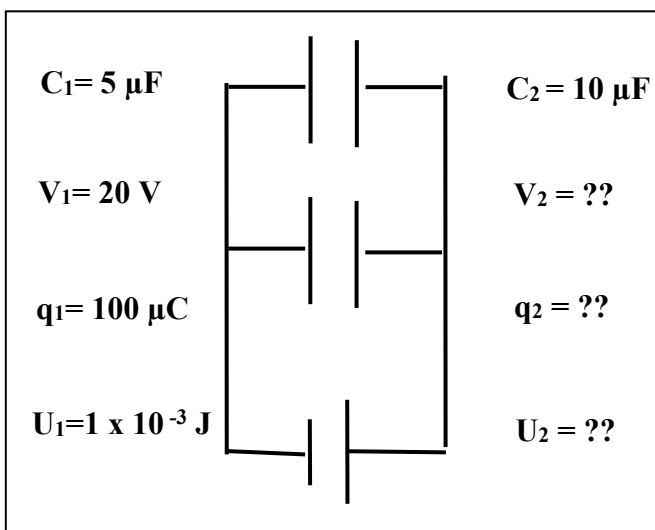 C₁= 5 µF
C₂ = 10 µF
V₁= 20 V
V₂ = ??
q₁= 100 µC
q₂ = ??
U₁=1 x 10⁻³ J
U₂ = ??